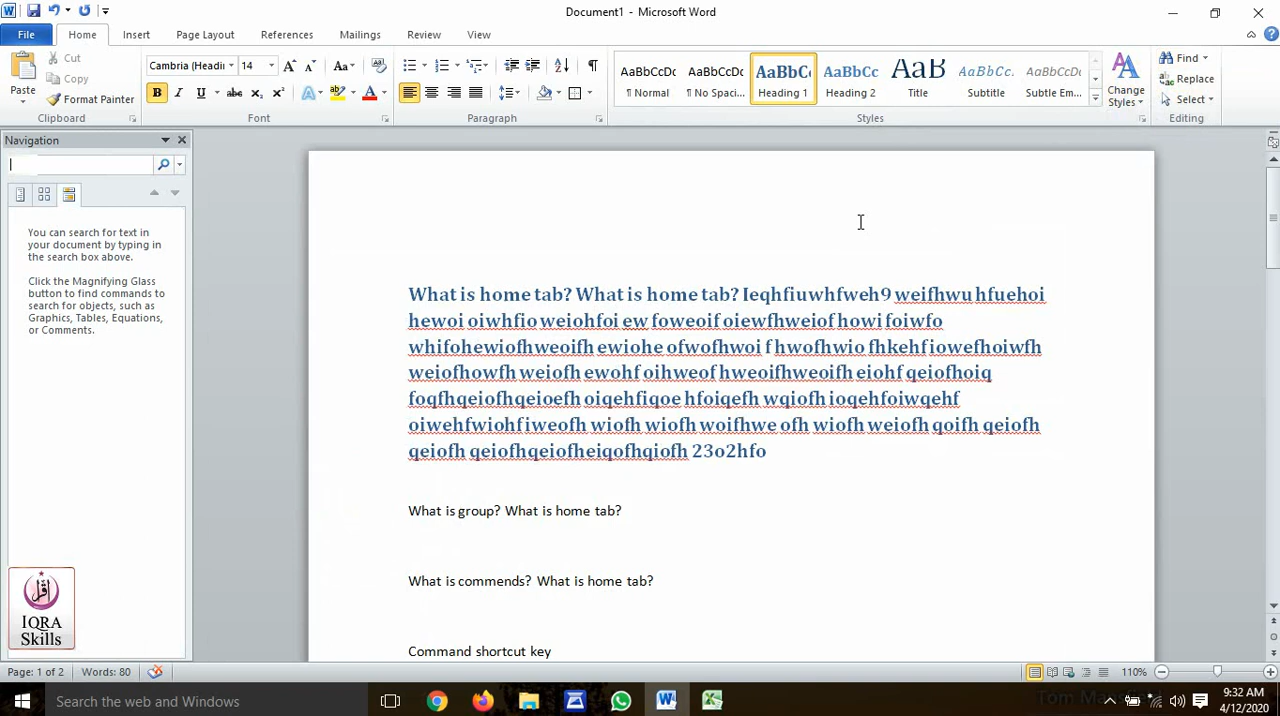 Document1 - Microsoft Word
File Home Insert Page Layout References Mailings Review View
Paste
Cut
Copy
Format Painter
Clipboard
Cambria (Headi 14
Font
Paragraph
AaBbCcDc AaBbCcDc AaBbC AaBbCc AaB AaBbCc. AaBbCcDc
¶ Normal ¶ No Spaci... Heading 1 Heading 2 Title Subtitle Subtle Em...
Styles
Change
Styles
Find
Replace
Select
Editing
Navigation
You can search for text in
your document by typing in
the search box above.
Click the Magnifying Glass
button to find commands to
search for objects, such as
Graphics, Tables, Equations,
or Comments.
What is home tab? What is home tab? Ieqhfiuwhfweh9 weifhwu hfuehoi
hewoi oiwhfio weiohfoi ew foweoif oiewfhweiof howi foiwfo
whifohewiofhweoifh ewiohe ofwofhwoi f hwofhwio fhkehf iowefhoiwfh
weiofhowfh weiofh ewohf oihweof hweoifhweoifh eiohf qeiofhoiq
foqfhqeiofhqeioefh oiqehfiqoe hfoiqefh wqiofh ioqehfoiwqehf
oiwehfwiohf iweofh wiofh wiofh woifhwe ofh wiofh weiofh qoifh qeiofh
qeiofh qeiofhqeiofheiqofhqiofh 23o2hfo
What is group? What is home tab?
What is commends? What is home tab?
Command shortcut key
IQRA
Skills
Page: 1 of 2 Words: 80
110%
Search the web and Windows
9:32 AM
4/12/2020